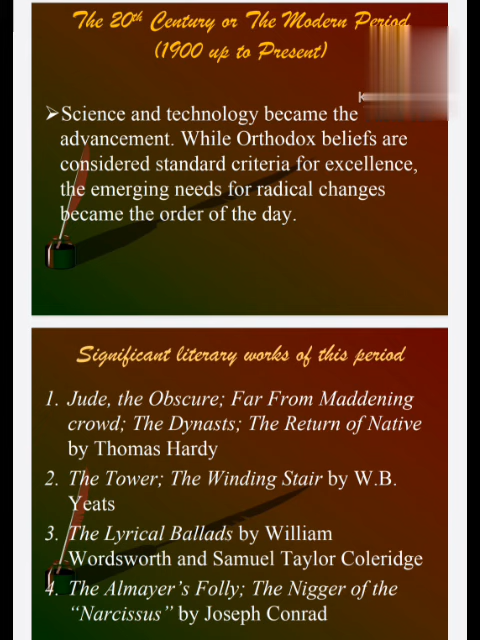 The 20th Century or The Modern Period
(1900 up to Present)
➢Science and technology became the
advancement. While Orthodox beliefs are
considered standard criteria for excellence,
the emerging needs for radical changes
became the order of the day.
Significant literary works of this period
1. Jude, the Obscure; Far From Maddening
crowd; The Dynasts; The Return of Native
by Thomas Hardy
2. The Tower; The Winding Stair by W.B.
Yeats
3. The Lyrical Ballads by William
Wordsworth and Samuel Taylor Coleridge
4. The Almayer's Folly; The Nigger of the
"Narcissus" by Joseph Conrad